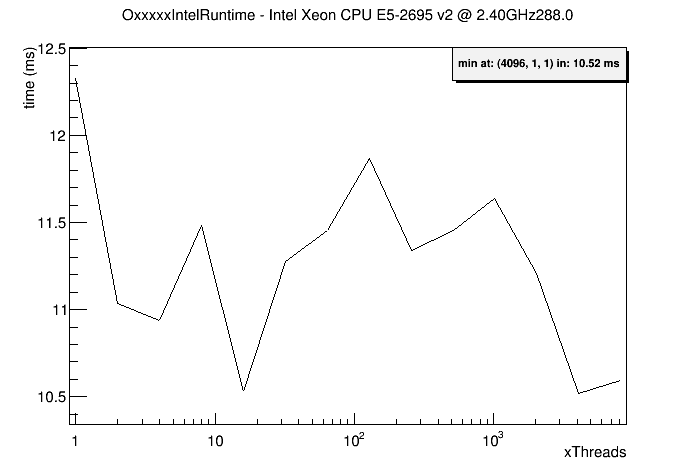 OxxxxxIntelRuntime - Intel Xeon CPU E5-2695 v2 @ 2.40GHz288.0
time (ms)
12.5
min at: (4096, 1, 1) in: 10.52 ms
12
11.5
11
10.5
1 10 10² 10³
xThreads